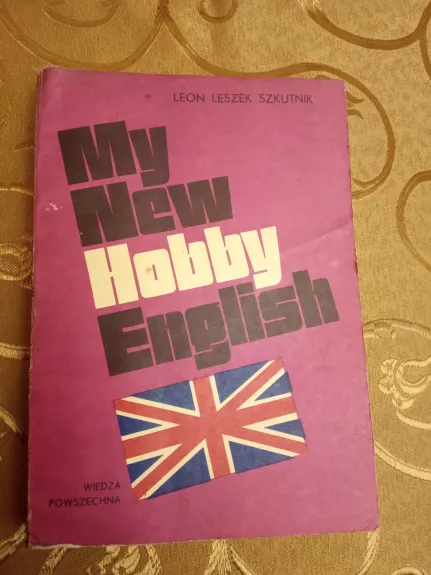 LEON LESZEK SZKUTNIK
My
New
Hobby
English
WIEDZA
POWSZECHNA